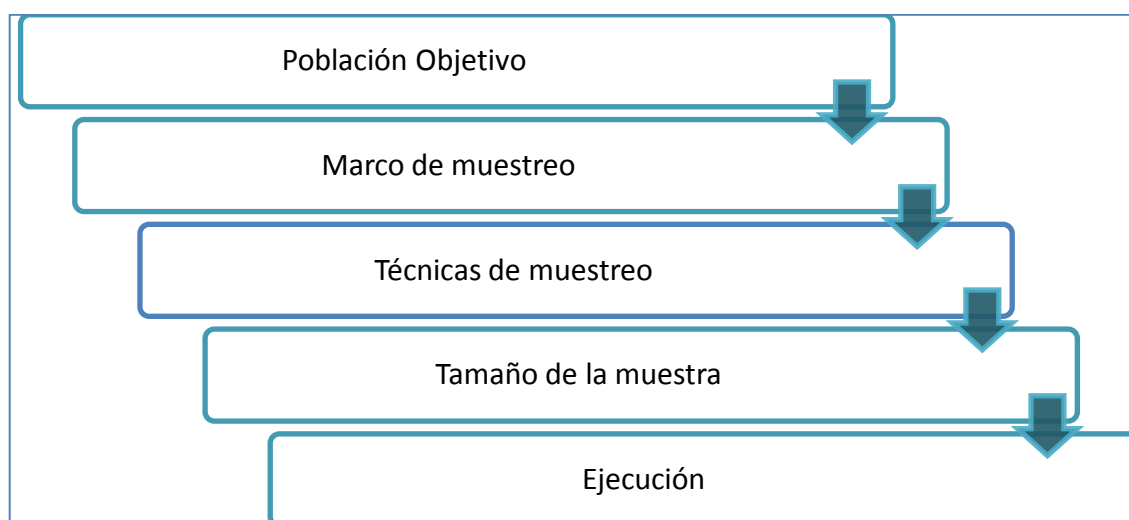 Población Objetivo
Marco de muestreo
Técnicas de muestreo
Tamaño de la muestra
Ejecución